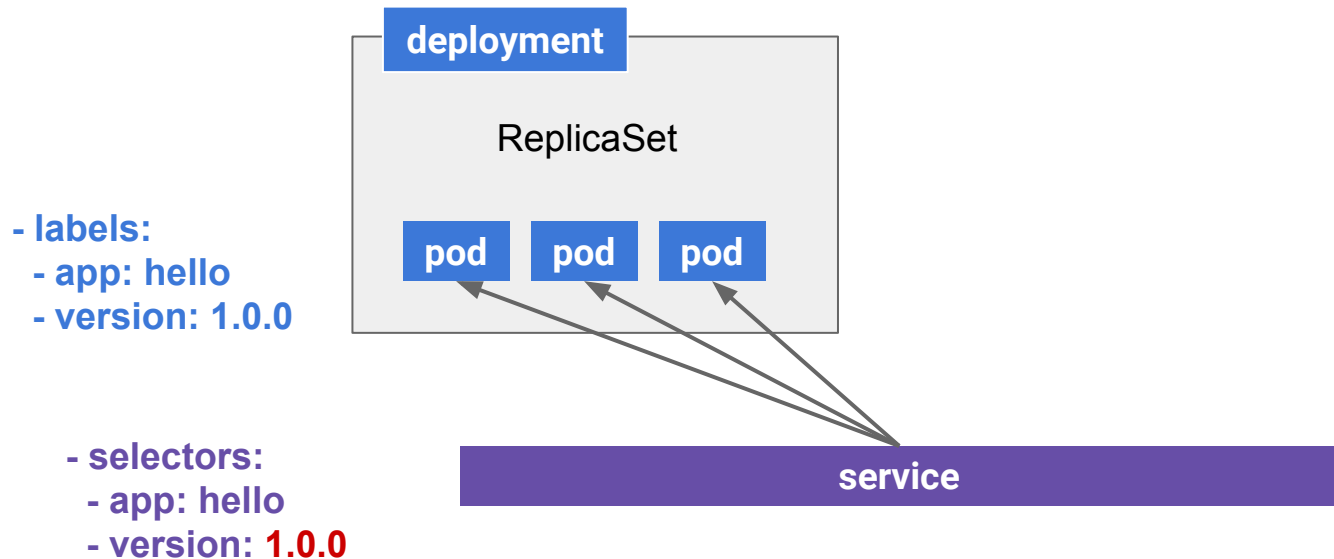 deployment
ReplicaSet
- labels:
- app: hello
- version: 1.0.0
pod pod pod
- selectors:
- app: hello
- version: 1.0.0
service